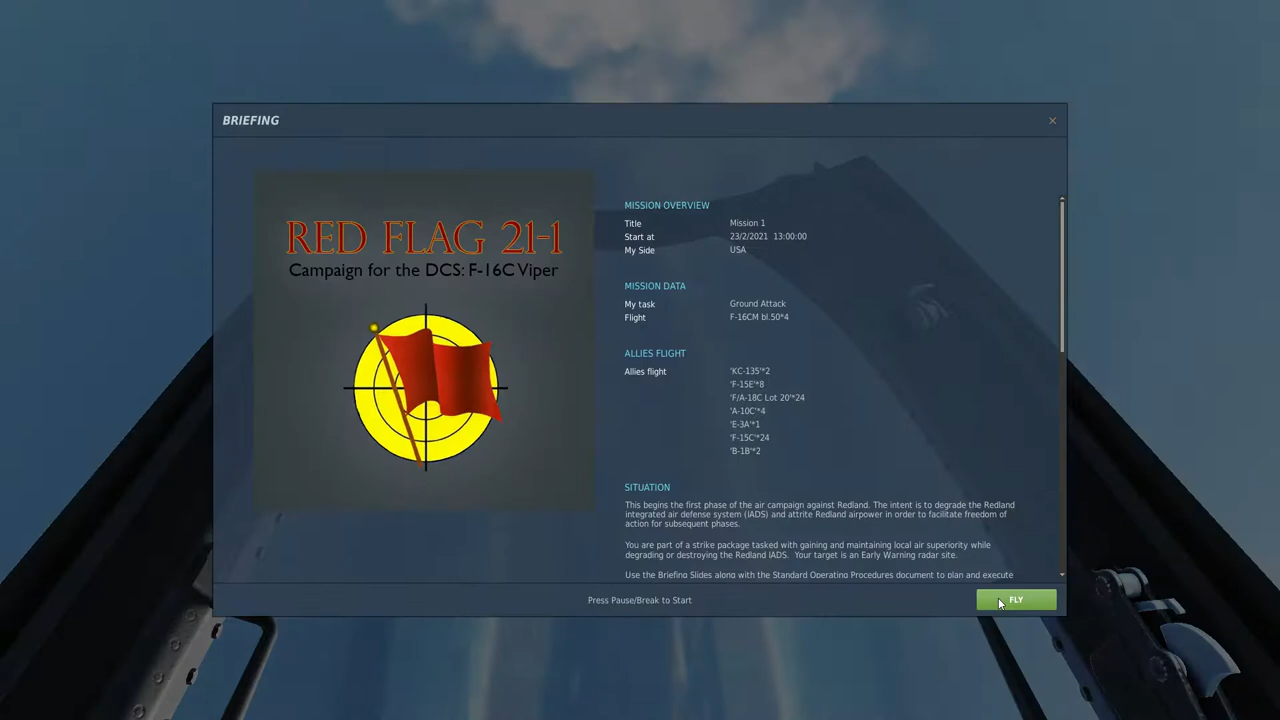 BRIEFING
RED FLAG 21-1
Campaign for the DCS: F-16C Viper
MISSION OVERVIEW
Title Mission 1
Start at 23/2/2021 13:00:00
My Side USA
MISSION DATA
My task Ground Attack
Flight F-16CM bl.50*4
ALLIES FLIGHT
Allies flight 'KC-135'*2
'F-15E'*8
'F/A-18C Lot 20'*24
'A-10C'*4
'E-3A'*1
'F-15C'*24
'B-1B'*2
SITUATION
This begins the first phase of the air campaign against Redland. The intent is to degrade the Redland
integrated air defense system (IADS) and attrite Redland airpower in order to facilitate freedom of
action for subsequent phases.
You are part of a strike package tasked with gaining and maintaining local air superiority while
degrading or destroying the Redland IADS. Your target is an Early Warning radar site.
Use the Briefing Slides along with the Standard Operating Procedures document to plan and execute
Press Pause/Break to Start
FLY